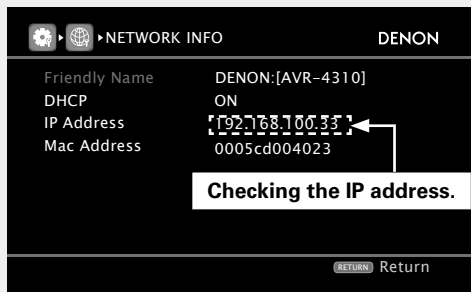 ▸ ▸NETWORK INFO DENON
Friendly Name DENON:[AVR-4310]
DHCP ON
IP Address 192.168.100.33
Mac Address 0005cd004023
Checking the IP address.
RETURN Return